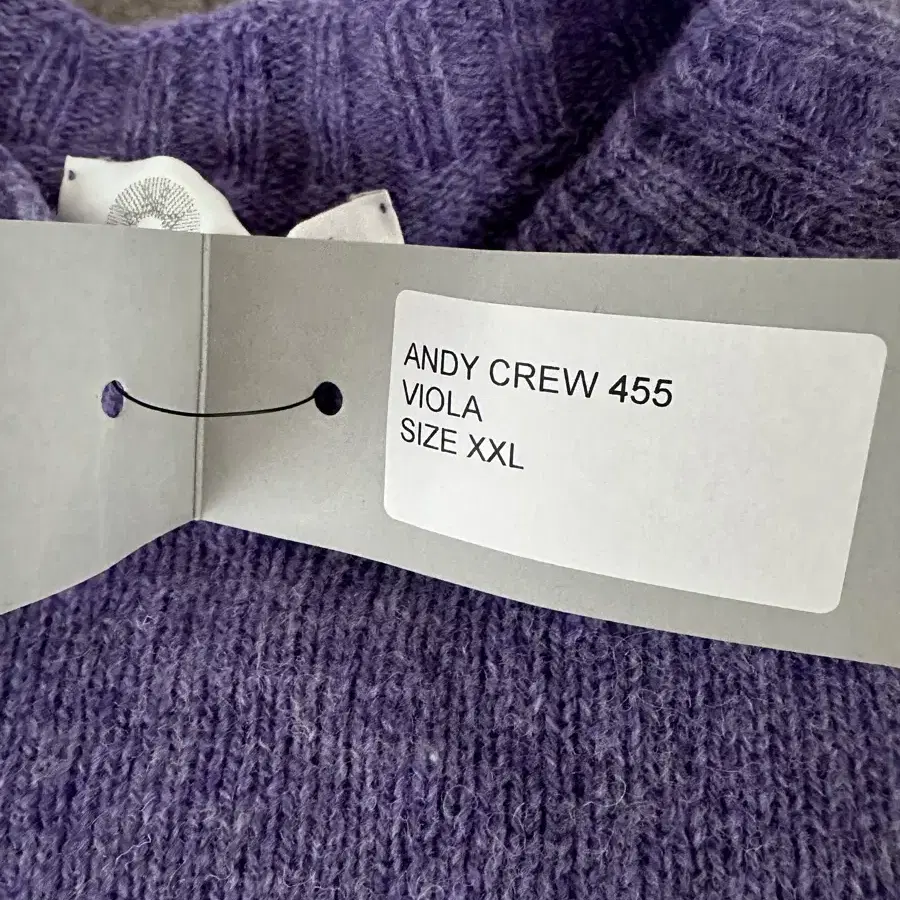 ANDY CREW 455
VIOLA
SIZE XXL